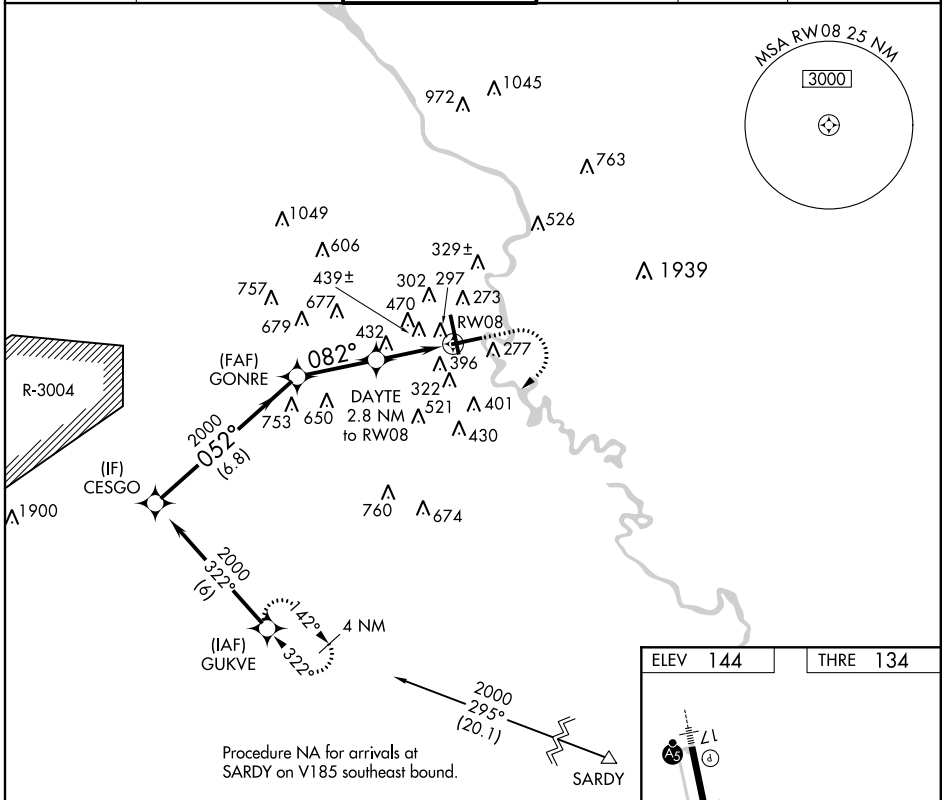 MSA RW08 25 NM
3000
1045
972
763
526
1049
606
329±
1939
439±
302
297
757
677
470
273
679
RW08
432
(FAF)
GONRE
082°
277
396
R-3004
DAYTE
2.8 NM
to RW08
322
753
650
521
401
430
2000
052°
(6.8)
(IF)
CESGO
1900
760
674
2000
322°
(6)
142°
4 NM
(IAF)
GUKVE
322°
ELEV 144
THRE 134
2000
295°
(20.1)
17
P
A5
Procedure NA for arrivals at
SARDY on V185 southeast bound.
SARDY